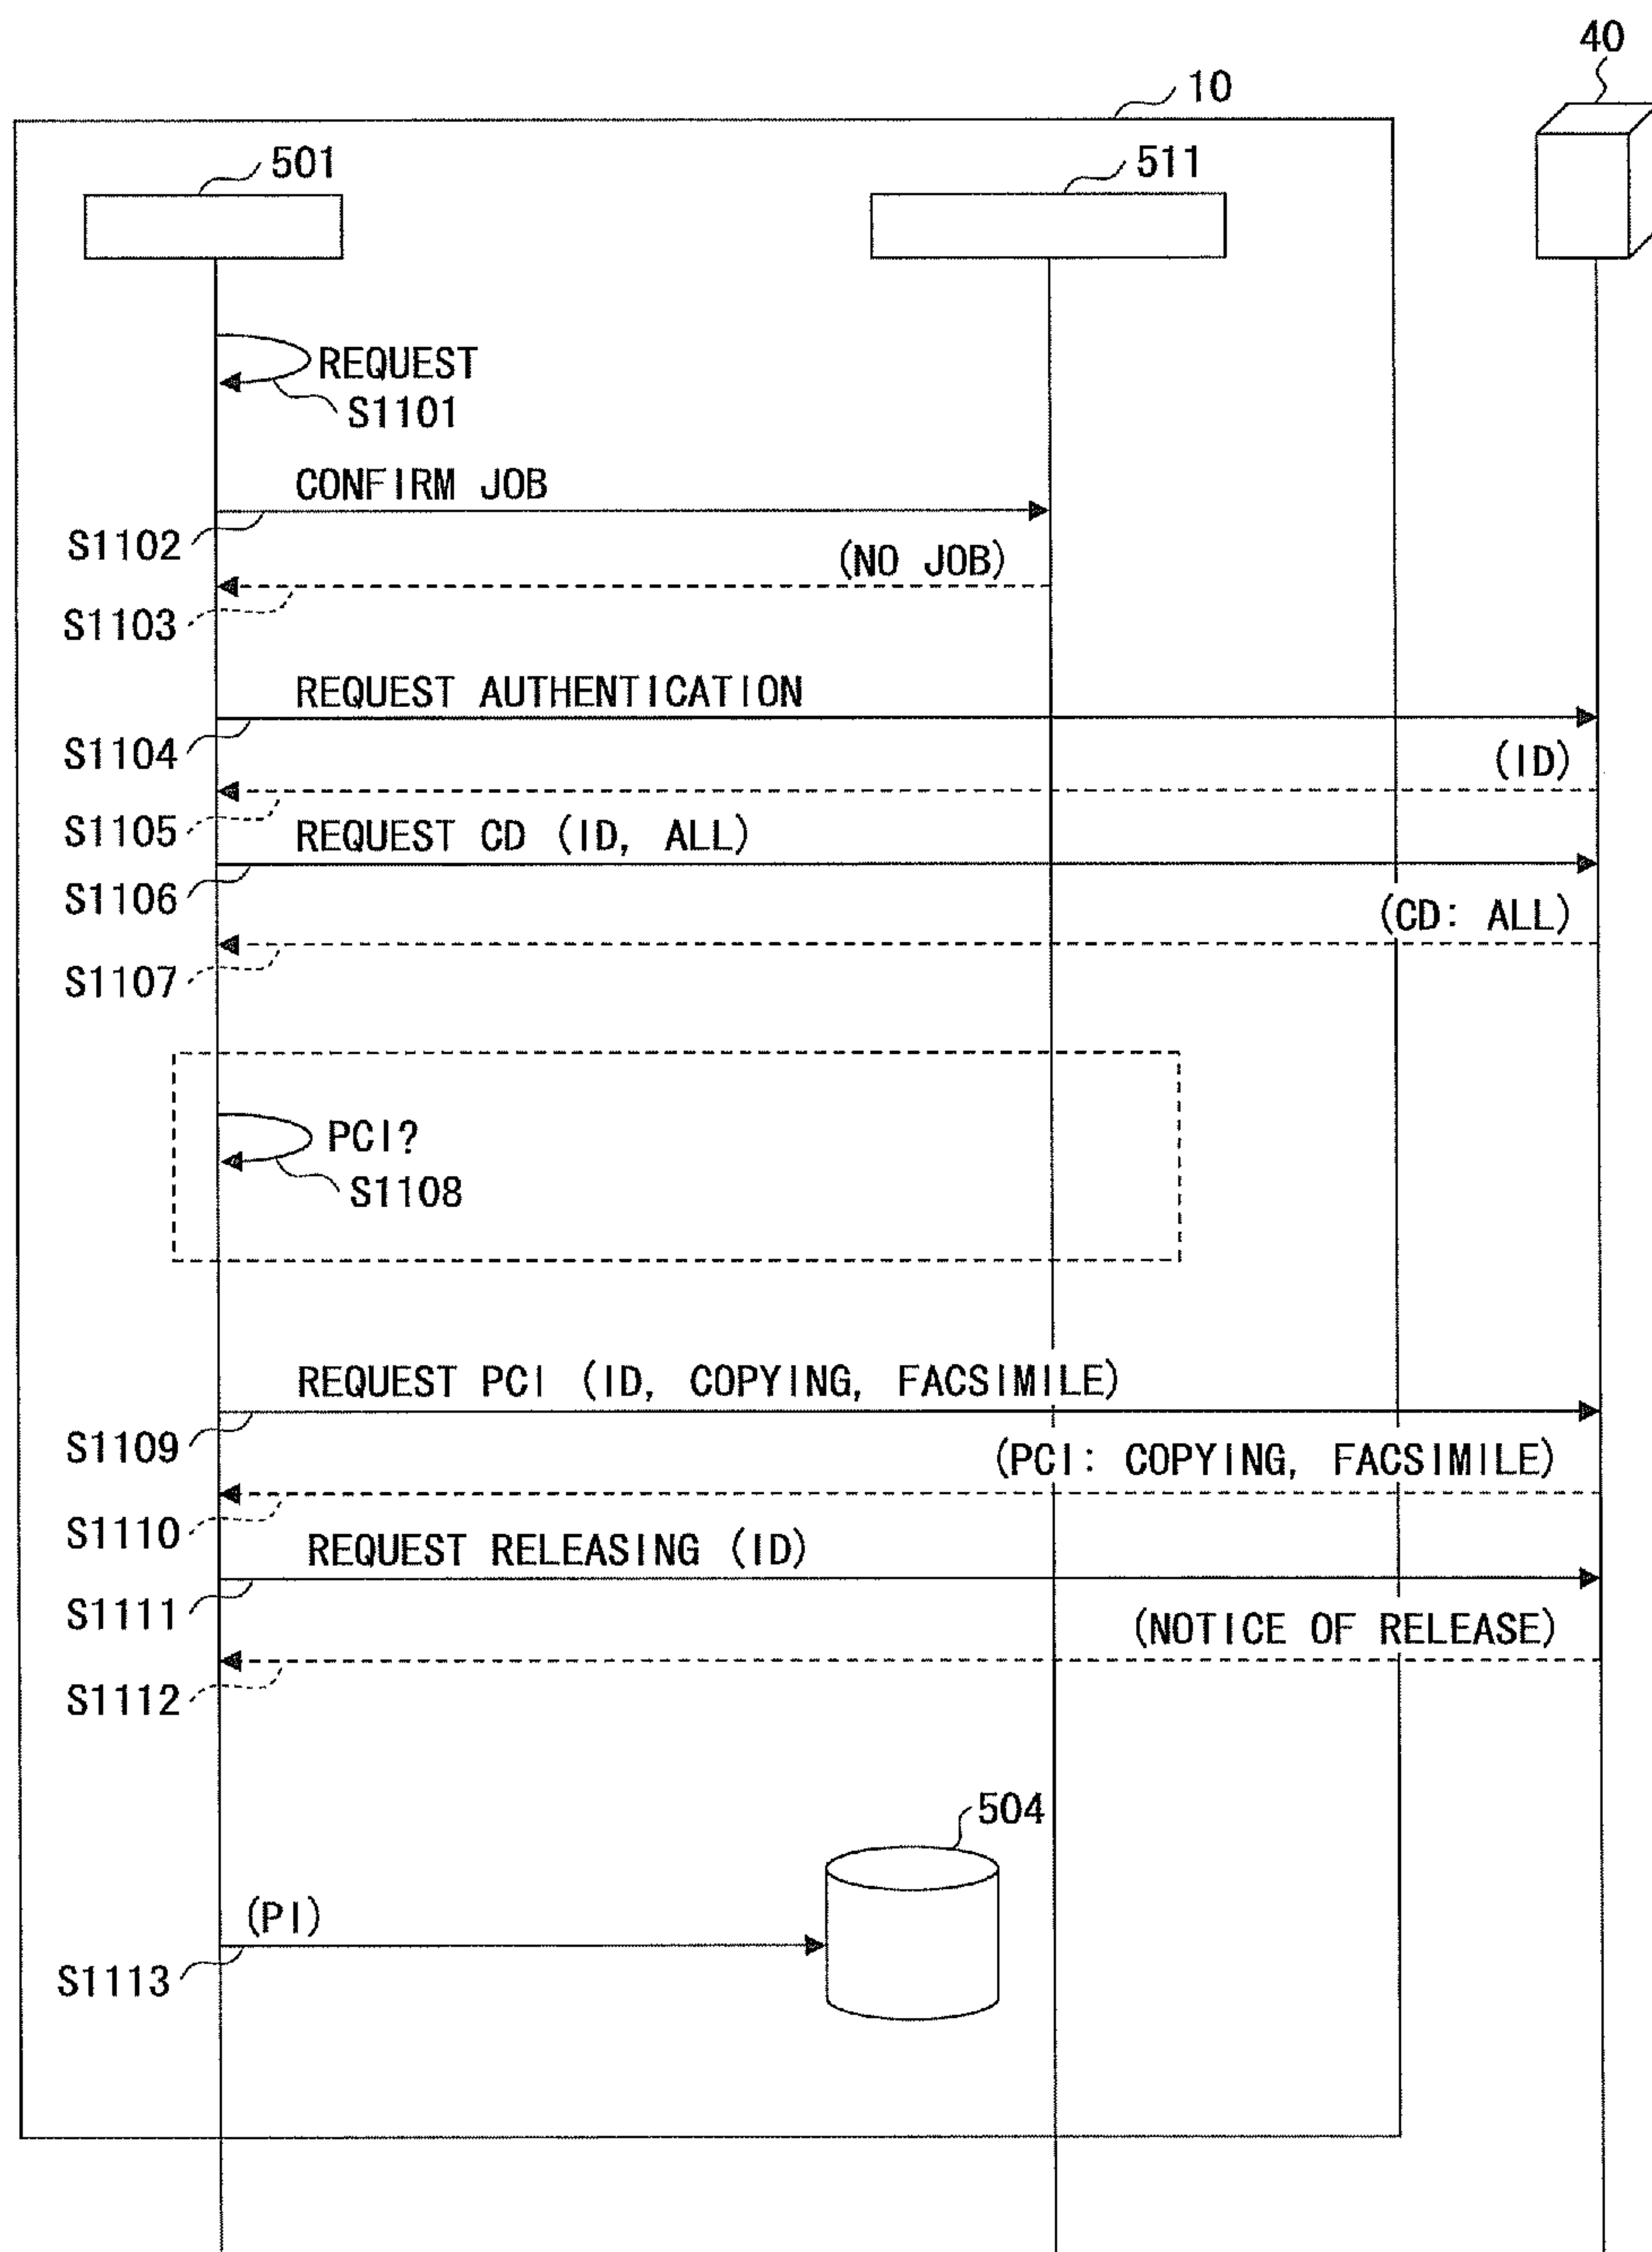 40
10
501
511
REQUEST
S1101
CONFIRM JOB
S1102
(NO JOB)
S1103
REQUEST AUTHENTICATION
S1104
(ID)
S1105
REQUEST CD (ID, ALL)
S1106
(CD: ALL)
S1107
PCI?
S1108
REQUEST PCI (ID, COPYING, FACSIMILE)
S1109
(PCI: COPYING, FACSIMILE)
S1110
REQUEST RELEASING (ID)
S1111
(NOTICE OF RELEASE)
S1112
504
(PI)
S1113